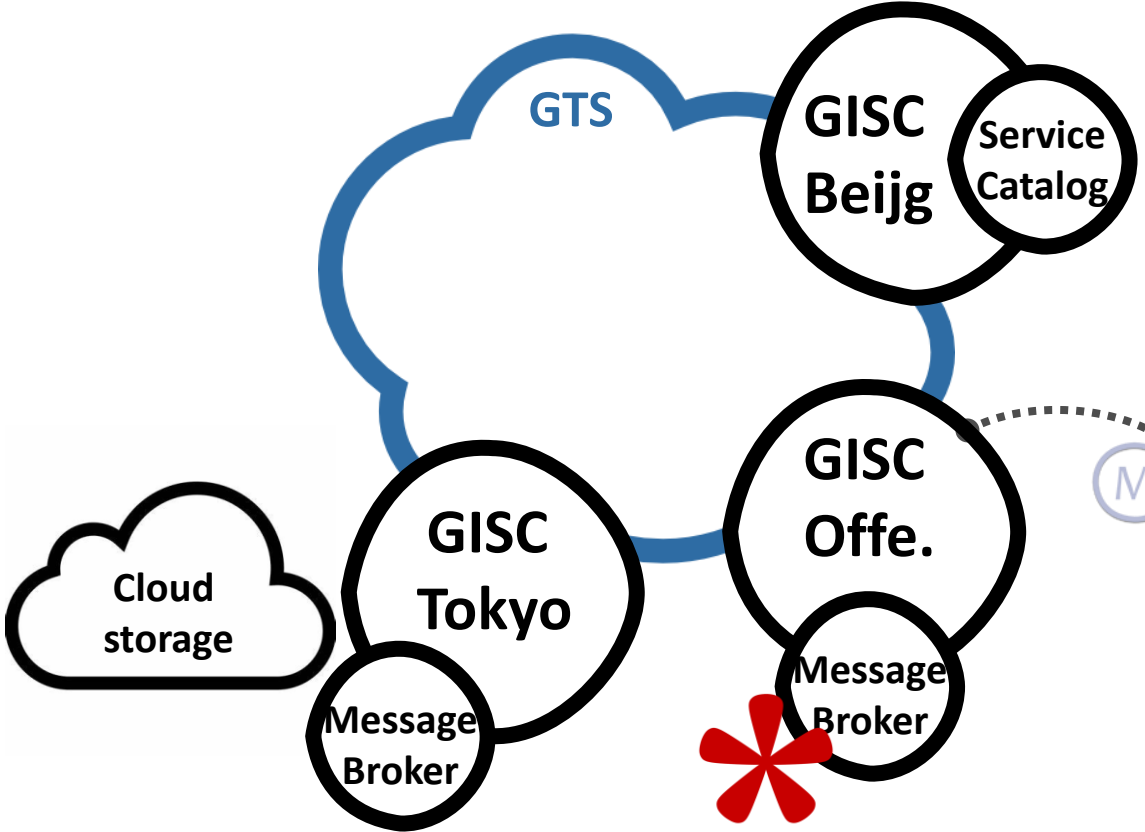 GTS
GISC
Beijg
Service
Catalog
GISC
Offe.
Message
Broker
GISC
Tokyo
Message
Broker
Cloud
storage
M